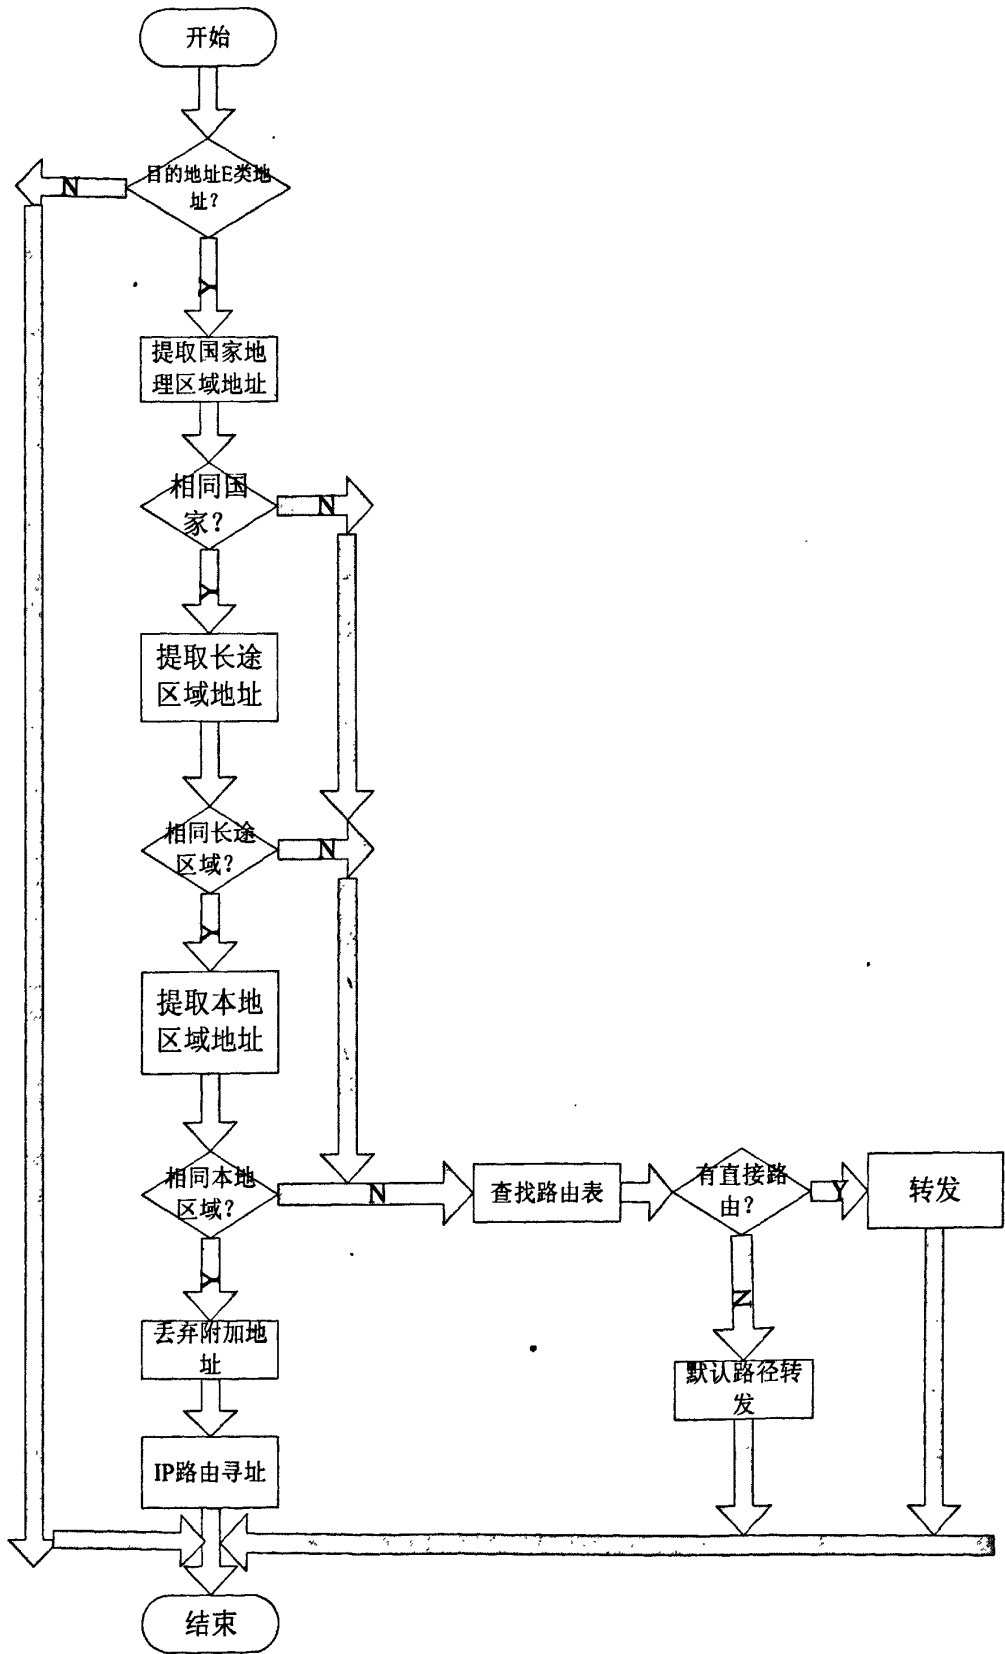 开始
目的地址E类地
址?
N
Y
提取国家地
理区域地址
相同国
家?
N
Y
提取长途
区域地址
相同长途
区域?
N
Y
提取本地
区域地址
相同本地
区域?
N
查找路由表
有直接路
由?
Y
转发
Y
N
丢弃附加地
址
默认路径转
发
IP路由寻址
结束